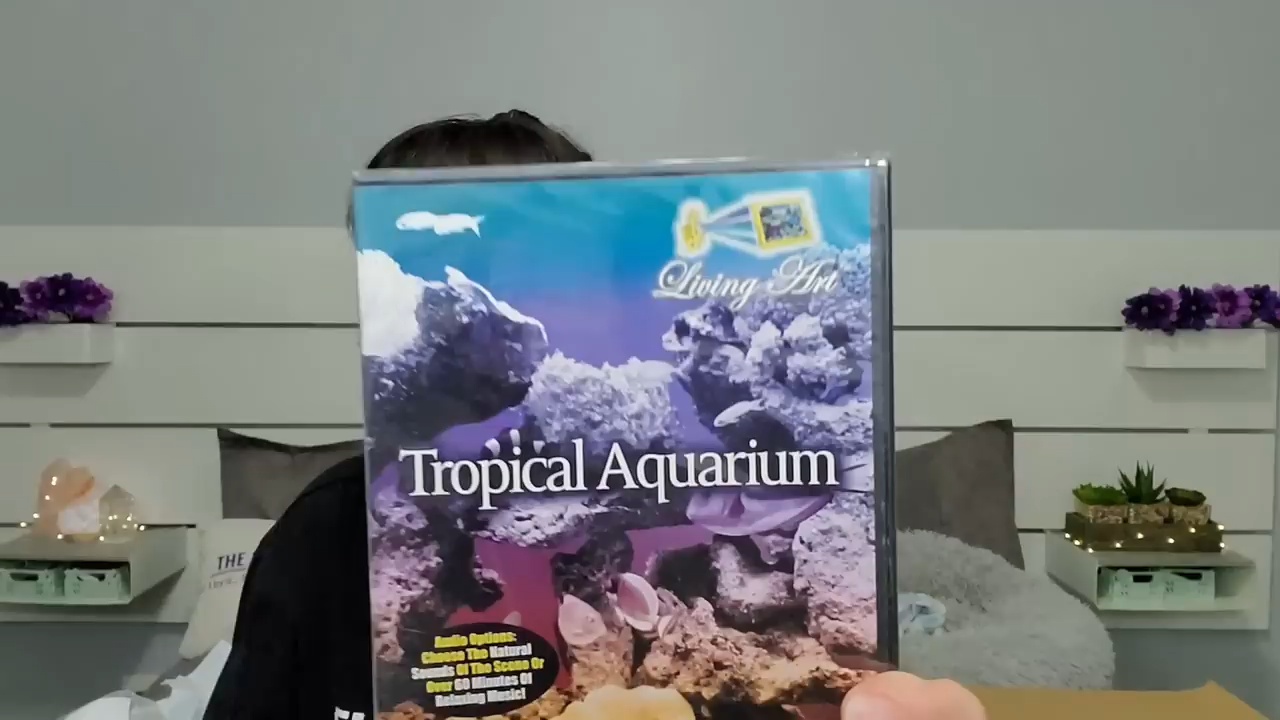 Living Art
Tropical Aquarium
Audio Options:
Choose The Natural
Sounds Of The Scene Or
Over 60 Minutes Of
Relaxing Music!
THE